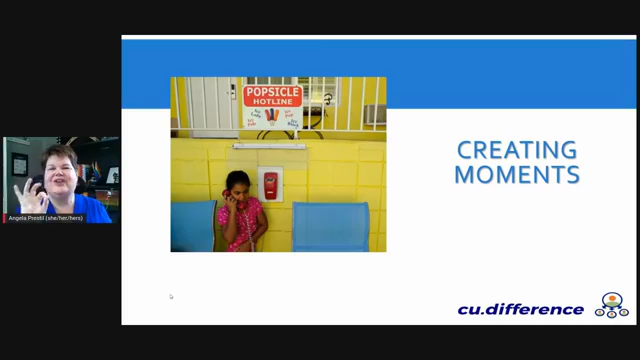 POPSICLE
HOTLINE
CREATING
MOMENTS
Angela Prestil (she/her/hers)
cu.difference